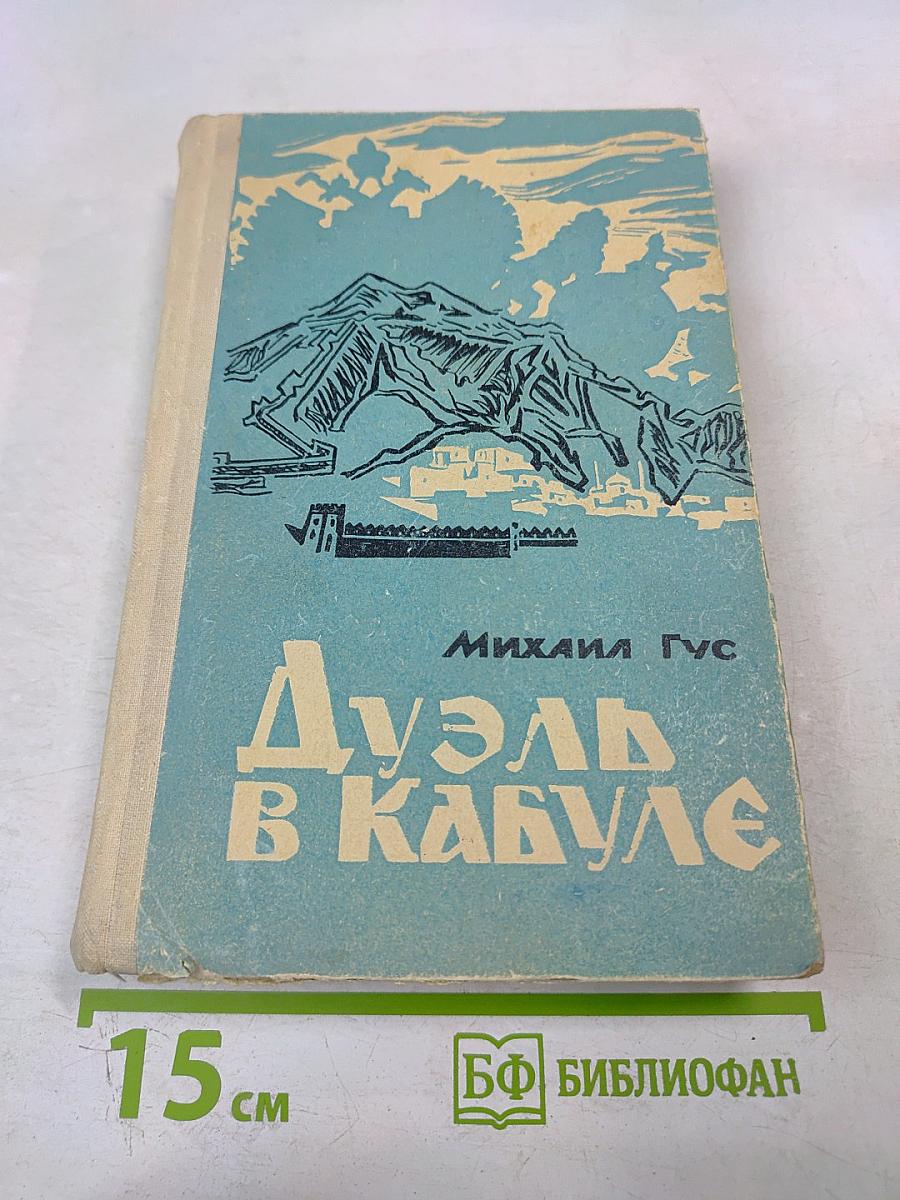 Михаил Гус
Дуэль
в Кабуле
15 см
БФ БИБЛИОФАН